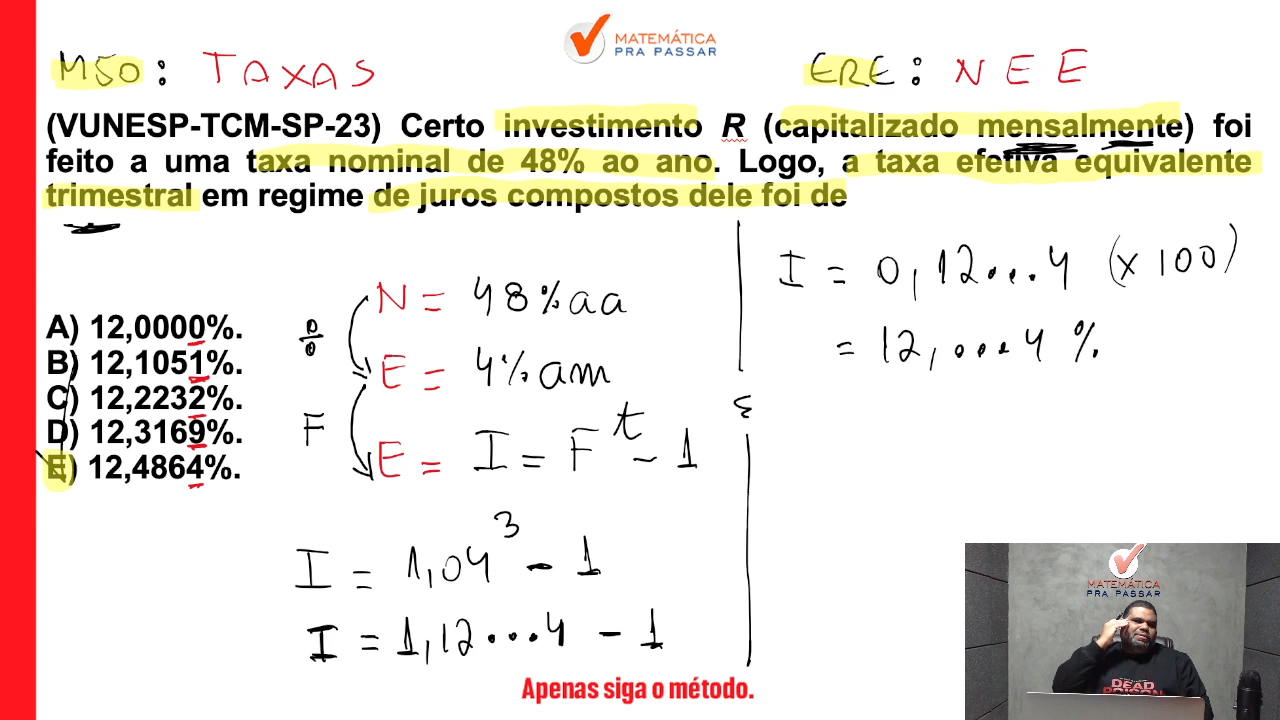 MATEMÁTICA
PRA PASSAR
M50: TAXAS
ERE: N E E
(VUNESP-TCM-SP-23) Certo investimento R (capitalizado mensalmente) foi
feito a uma taxa nominal de 48% ao ano. Logo, a taxa efetiva equivalente
trimestral em regime de juros compostos dele foi de
A) 12,0000%.
B) 12,1051%.
C) 12,2232%.
D) 12,3169%.
E) 12,4864%.
N = 48%aa
E = 4%am
F
E = I = F^t - 1
I = 1,04³ - 1
I = 1,12...4 - 1
I = 0,12...4 (x100)
= 12,...4 %
Apenas siga o método.
MATEMÁTICA
PRA PASSAR
DEAD
POISON